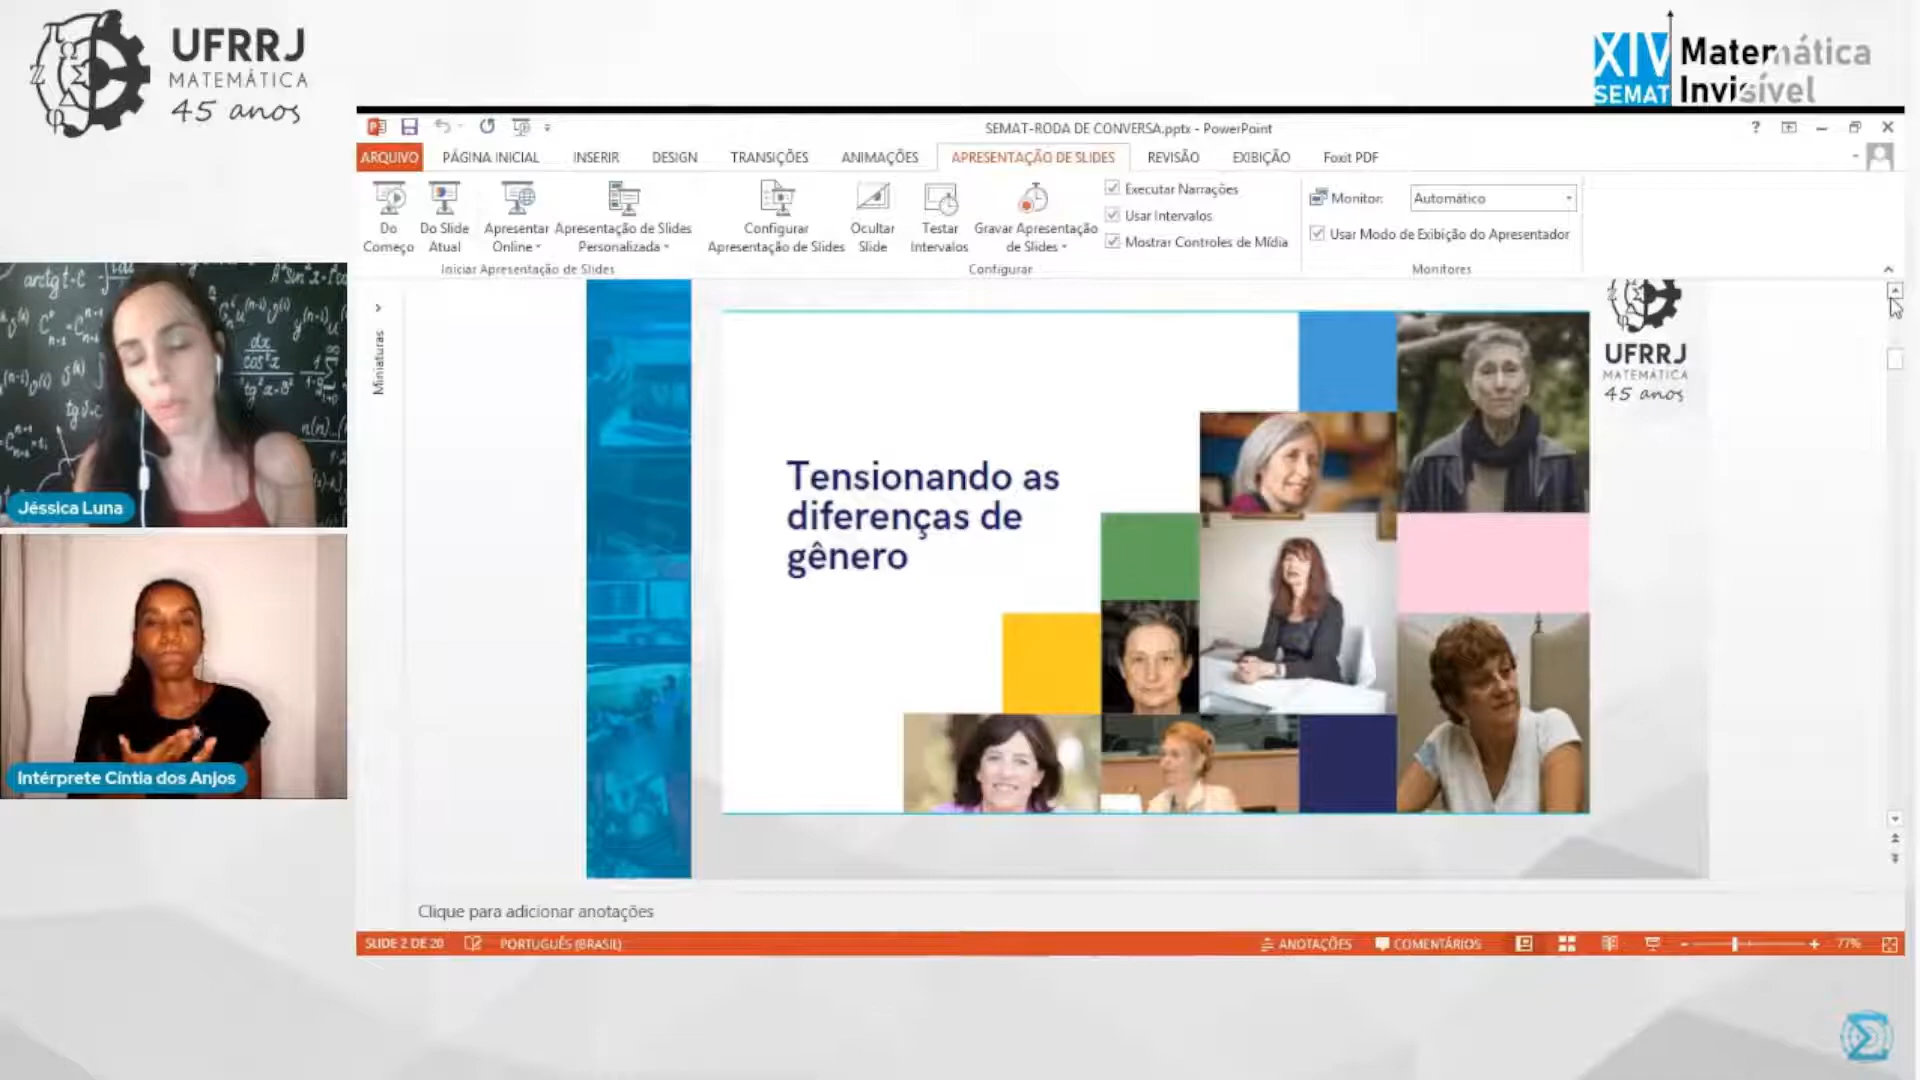 UFRRJ
MATEMÁTICA
45 anos
XIV
SEMAT
Matemática
Invisível
SEMAT-RODA DE CONVERSA.pptx - PowerPoint
ARQUIVO PÁGINA INICIAL INSERIR DESIGN TRANSIÇÕES ANIMAÇÕES APRESENTAÇÃO DE SLIDES REVISÃO EXIBIÇÃO Foxit PDF
Do Começo
Do Slide Atual
Apresentar Online
Apresentação de Slides Personalizada
Iniciar Apresentação de Slides
Configurar Apresentação de Slides
Ocultar Slide
Testar Intervalos
Gravar Apresentação de Slides
Executar Narrações
Usar Intervalos
Mostrar Controles de Mídia
Configurar
Monitor: Automático
Usar Modo de Exibição do Apresentador
Monitores
Miniaturas
Tensionando as
diferenças de
gênero
UFRRJ
MATEMÁTICA
45 anos
Jéssica Luna
Intérprete Cíntia dos Anjos
Clique para adicionar anotações
SLIDE 2 DE 20 PORTUGUÊS (BRASIL) ANOTAÇÕES COMENTÁRIOS 77%